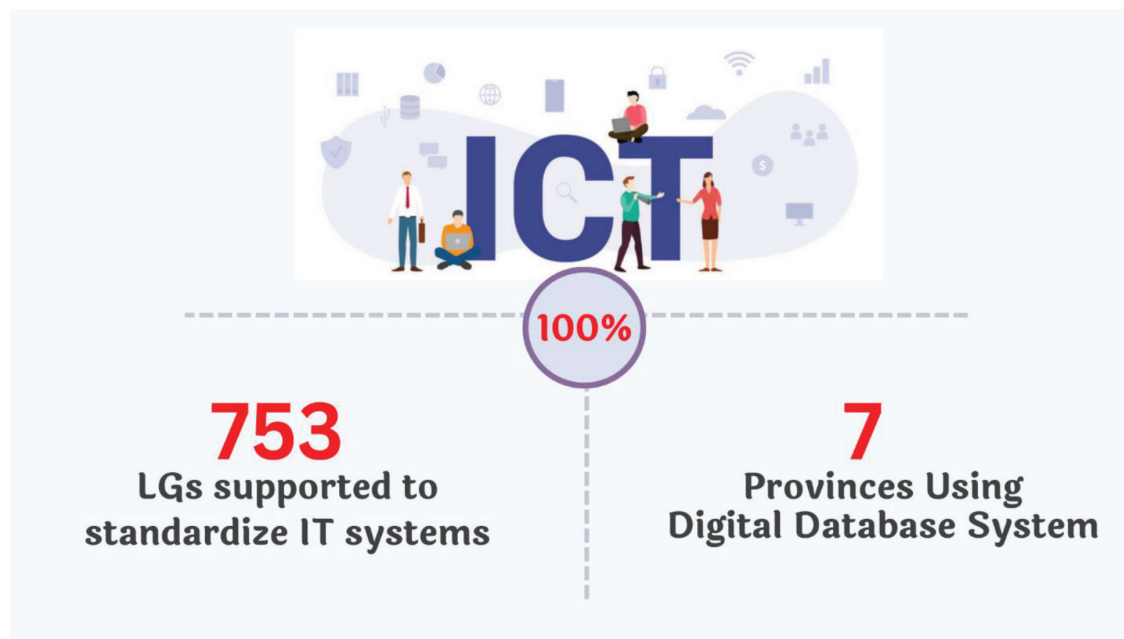 ICT
100%
753
LGs supported to
standardize IT systems
7
Provinces Using
Digital Database System